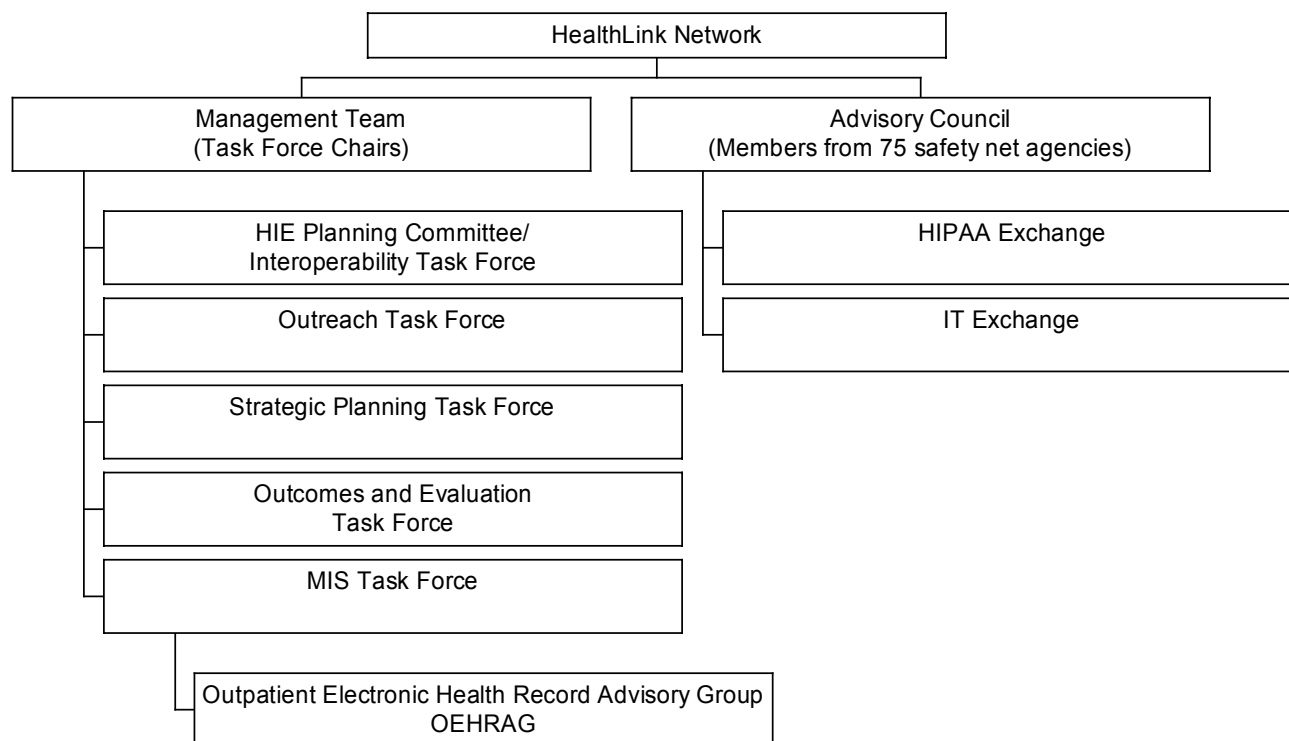 HealthLink Network
Management Team
(Task Force Chairs)
Advisory Council
(Members from 75 safety net agencies)
HIE Planning Committee/
Interoperability Task Force
HIPAA Exchange
Outreach Task Force
IT Exchange
Strategic Planning Task Force
Outcomes and Evaluation
Task Force
MIS Task Force
Outpatient Electronic Health Record Advisory Group
OEHRAG